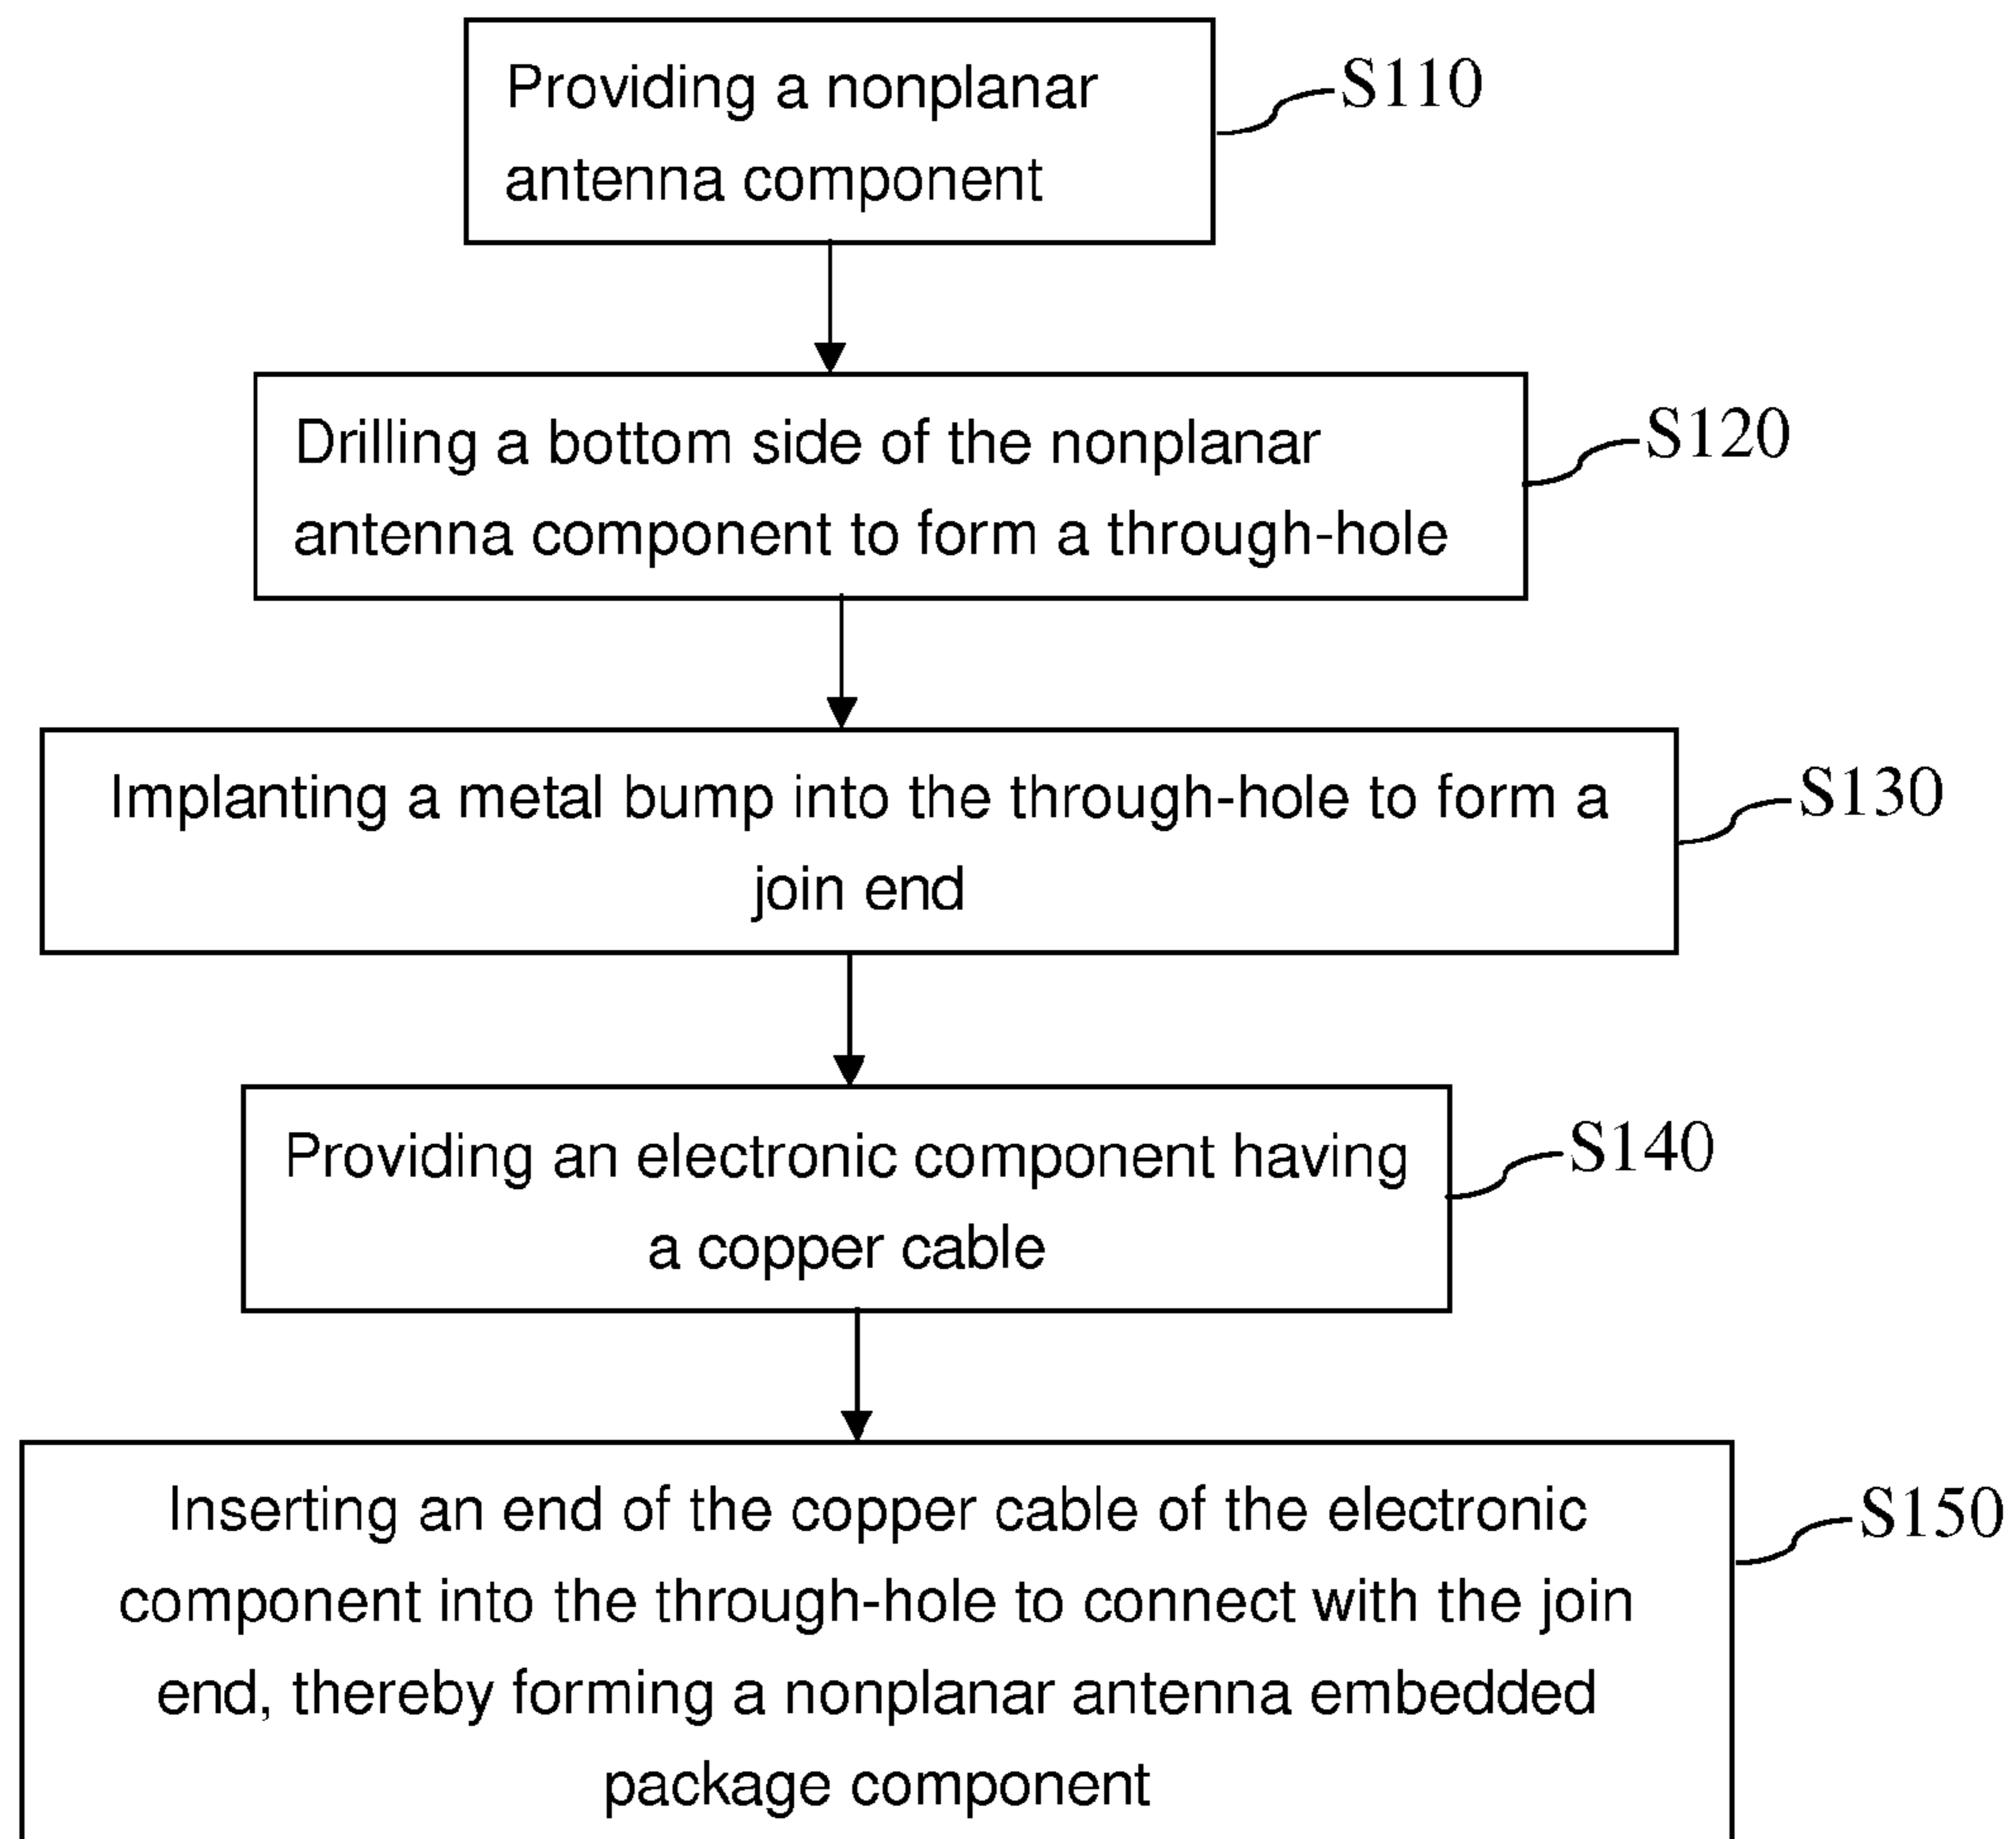 Providing a nonplanar
antenna component
S110
Drilling a bottom side of the nonplanar
antenna component to form a through-hole
S120
Implanting a metal bump into the through-hole to form a
join end
S130
Providing an electronic component having
a copper cable
S140
Inserting an end of the copper cable of the electronic
component into the through-hole to connect with the join
end, thereby forming a nonplanar antenna embedded
package component
S150